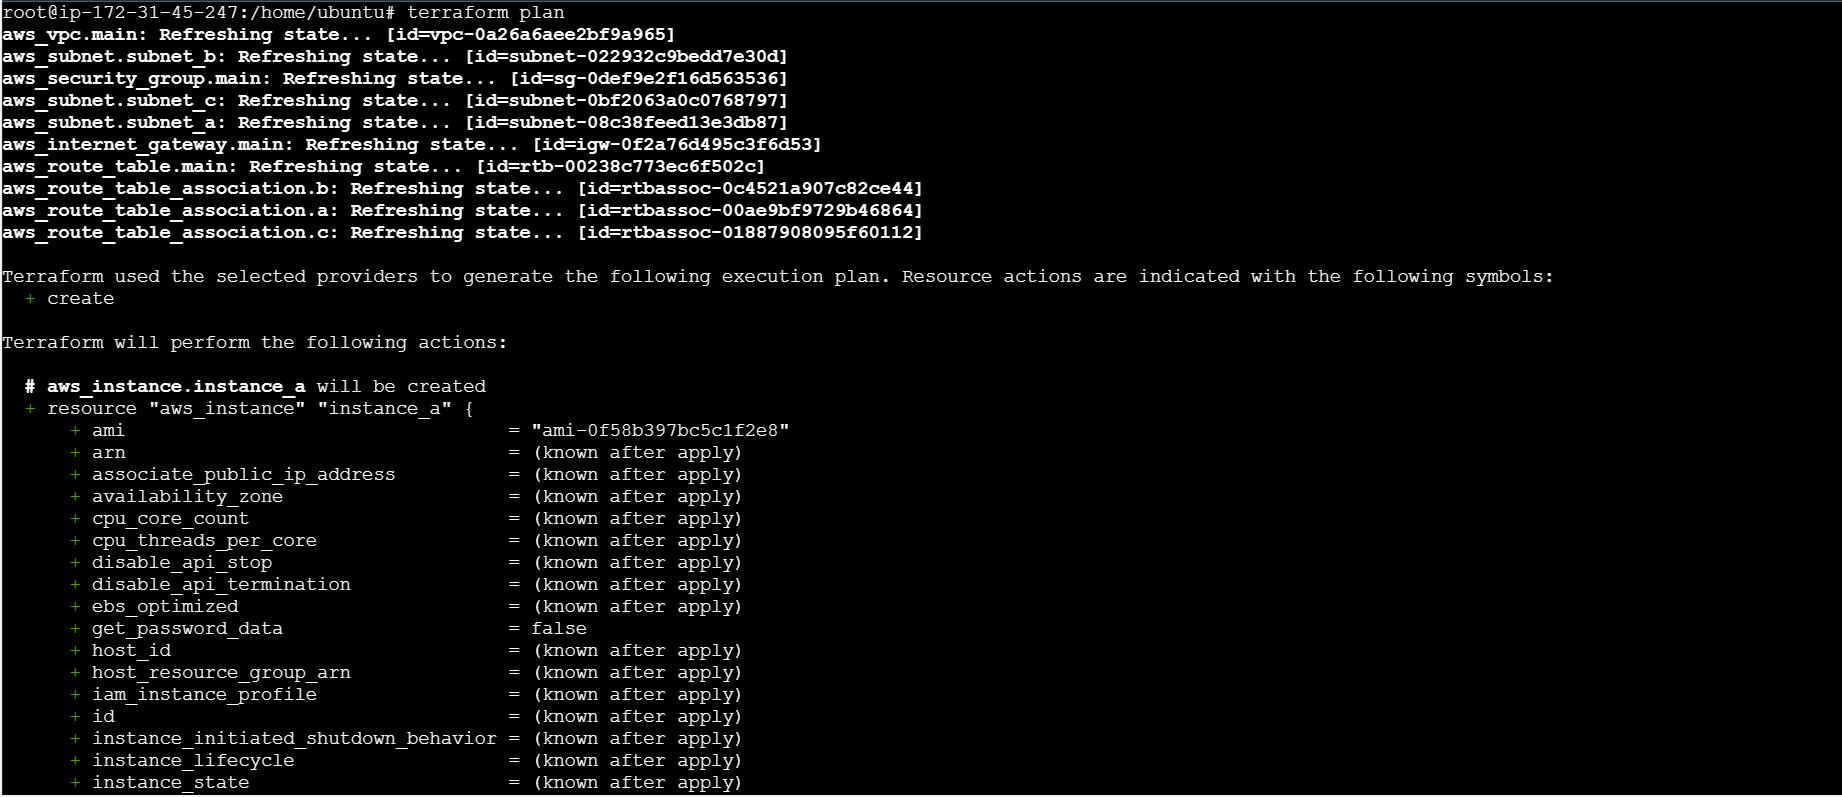 root@ip-172-31-45-247:/home/ubuntu# terraform plan
aws_vpc.main: Refreshing state... [id=vpc-0a26a6aee2bf9a965]
aws_subnet.subnet_b: Refreshing state... [id=subnet-022932c9bedd7e30d]
aws_security_group.main: Refreshing state... [id=sg-0def9e2f16d563536]
aws_subnet.subnet_c: Refreshing state... [id=subnet-0bf2063a0c0768797]
aws_subnet.subnet_a: Refreshing state... [id=subnet-08c38feed13e3db87]
aws_internet_gateway.main: Refreshing state... [id=igw-0f2a76d495c3f6d53]
aws_route_table.main: Refreshing state... [id=rtb-00238c773ec6f502c]
aws_route_table_association.b: Refreshing state... [id=rtbassoc-0c4521a907c82ce44]
aws_route_table_association.a: Refreshing state... [id=rtbassoc-00ae9bf9729b46864]
aws_route_table_association.c: Refreshing state... [id=rtbassoc-01887908095f60112]
Terraform used the selected providers to generate the following execution plan. Resource actions are indicated with the following symbols:
  + create
Terraform will perform the following actions:
  # aws_instance.instance_a will be created
  + resource "aws_instance" "instance_a" {
      + ami                                  = "ami-0f58b397bc5c1f2e8"
      + arn                                  = (known after apply)
      + associate_public_ip_address          = (known after apply)
      + availability_zone                    = (known after apply)
      + cpu_core_count                       = (known after apply)
      + cpu_threads_per_core                 = (known after apply)
      + disable_api_stop                     = (known after apply)
      + disable_api_termination              = (known after apply)
      + ebs_optimized                        = (known after apply)
      + get_password_data                    = false
      + host_id                              = (known after apply)
      + host_resource_group_arn              = (known after apply)
      + iam_instance_profile                 = (known after apply)
      + id                                   = (known after apply)
      + instance_initiated_shutdown_behavior = (known after apply)
      + instance_lifecycle                   = (known after apply)
      + instance_state                       = (known after apply)